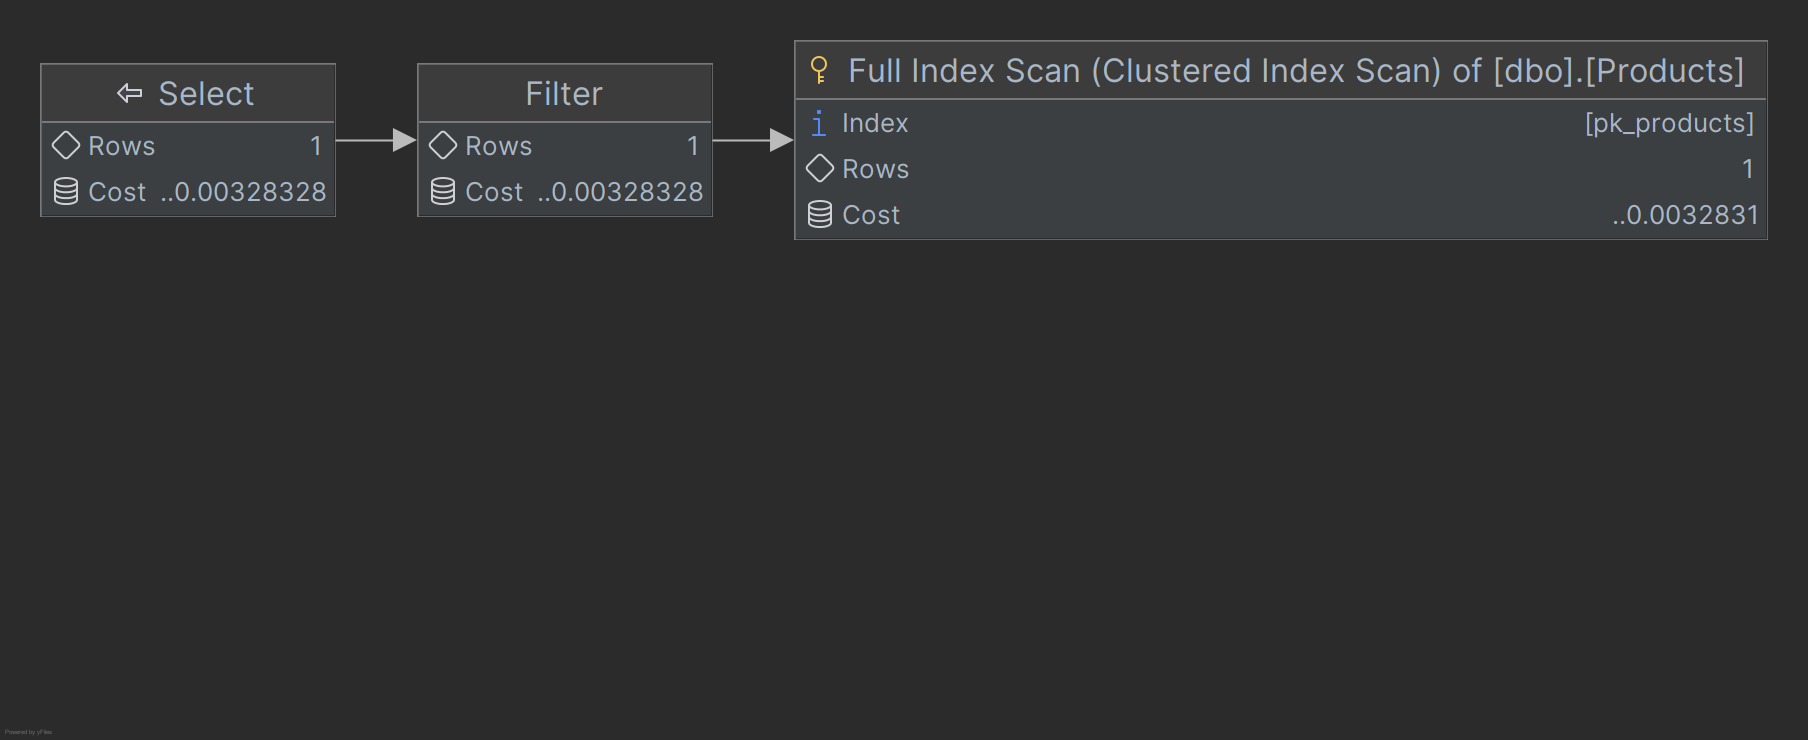 Select
Rows 1
Cost ..0.00328328
Filter
Rows 1
Cost ..0.00328328
Full Index Scan (Clustered Index Scan) of [dbo].[Products]
i Index [pk_products]
Rows 1
Cost ..0.0032831
Powered by yFiles